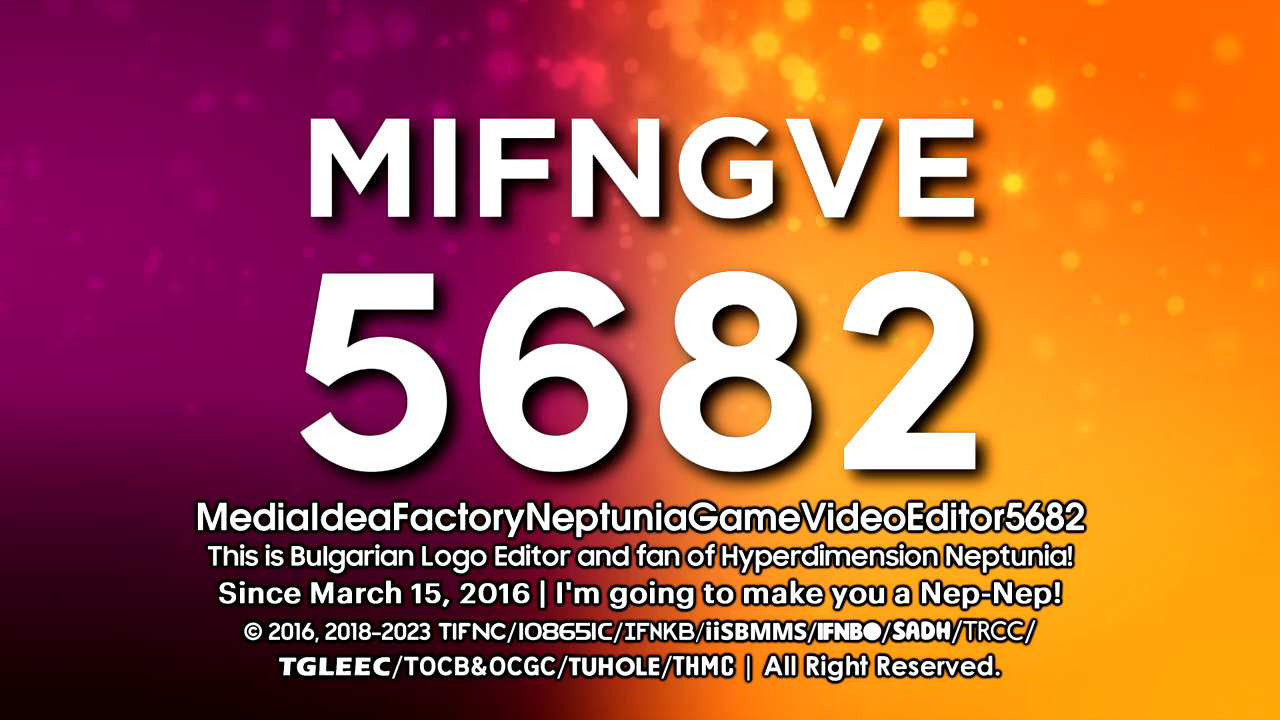 MIFNGVE
5682
MediaIdeaFactoryNeptuniaGameVideoEditor5682
This is Bulgarian Logo Editor and fan of Hyperdimension Neptunia!
Since March 15, 2016 | I'm going to make you a Nep-Nep!
© 2016, 2018-2023 TIFNC/IO865IC/IFNKB/iiSBMMS/IFNBO/SADH/TRCC/
TGLEEC/TOCB&OCGC/TUHOLE/THMC | All Right Reserved.